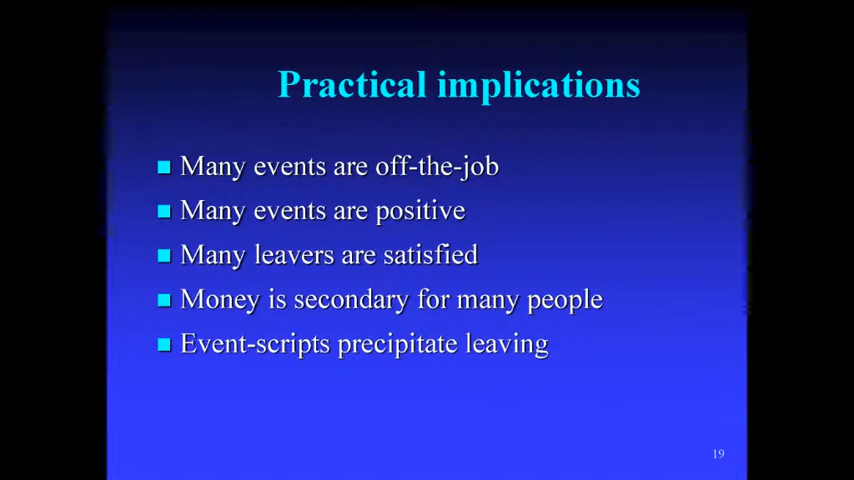 Practical implications
Many events are off-the-job
Many events are positive
Many leavers are satisfied
Money is secondary for many people
Event-scripts precipitate leaving
19